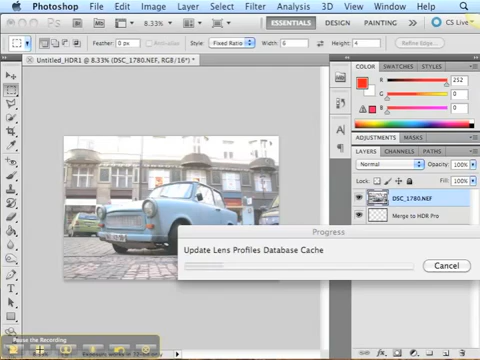 Photoshop File Edit Image Layer Select Filter Analysis 3D View Window Help
Br Mb 8.33% ESSENTIALS DESIGN PAINTING CS Live
Feather: 0 px Anti-alias Style: Fixed Ratio Width: 6 Height: 4 Refine Edge...
Untitled_HDR1 @ 8.33% (DSC_1780.NEF, RGB/16*) *
COLOR SWATCHES STYLES
R 252
G 0
B 0
ADJUSTMENTS MASKS
LAYERS CHANNELS PATHS
Normal Opacity: 100%
Lock: Fill: 100%
DSC_1780.NEF
Merge to HDR Pro
Progress
Update Lens Profiles Database Cache
Cancel
Pause the Recording